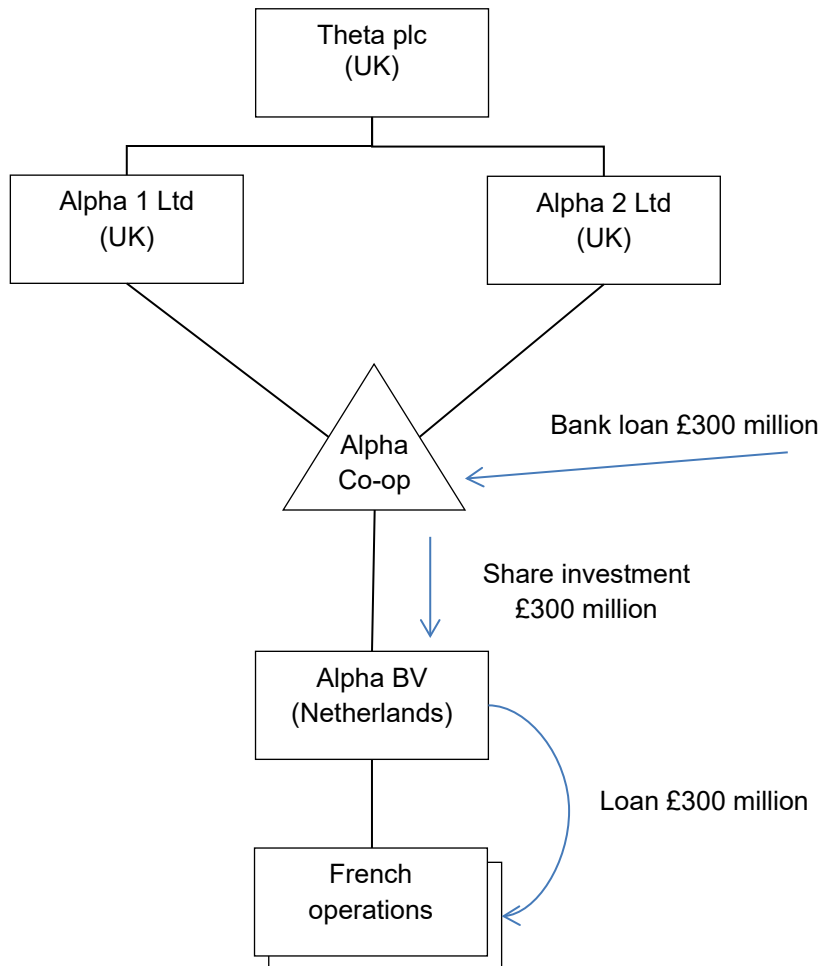 Theta plc
(UK)
Alpha 1 Ltd
(UK)
Alpha 2 Ltd
(UK)
Bank loan £300 million
Alpha
Co-op
Share investment
£300 million
Alpha BV
(Netherlands)
Loan £300 million
French
operations